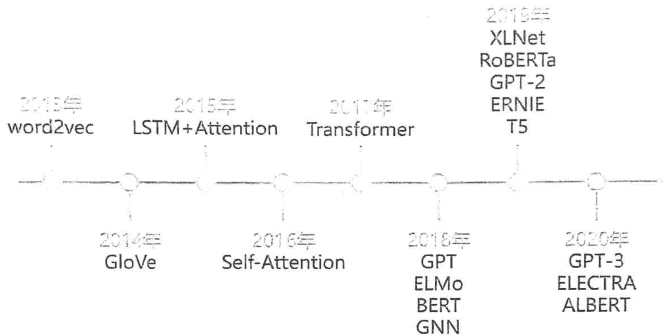 2013年
word2vec
2014年
GloVe
2015年
LSTM+Attention
2016年
Self-Attention
2017年
Transformer
2018年
GPT
ELMo
BERT
GNN
2019年
XLNet
RoBERTa
GPT-2
ERNIE
T5
2020年
GPT-3
ELECTRA
ALBERT